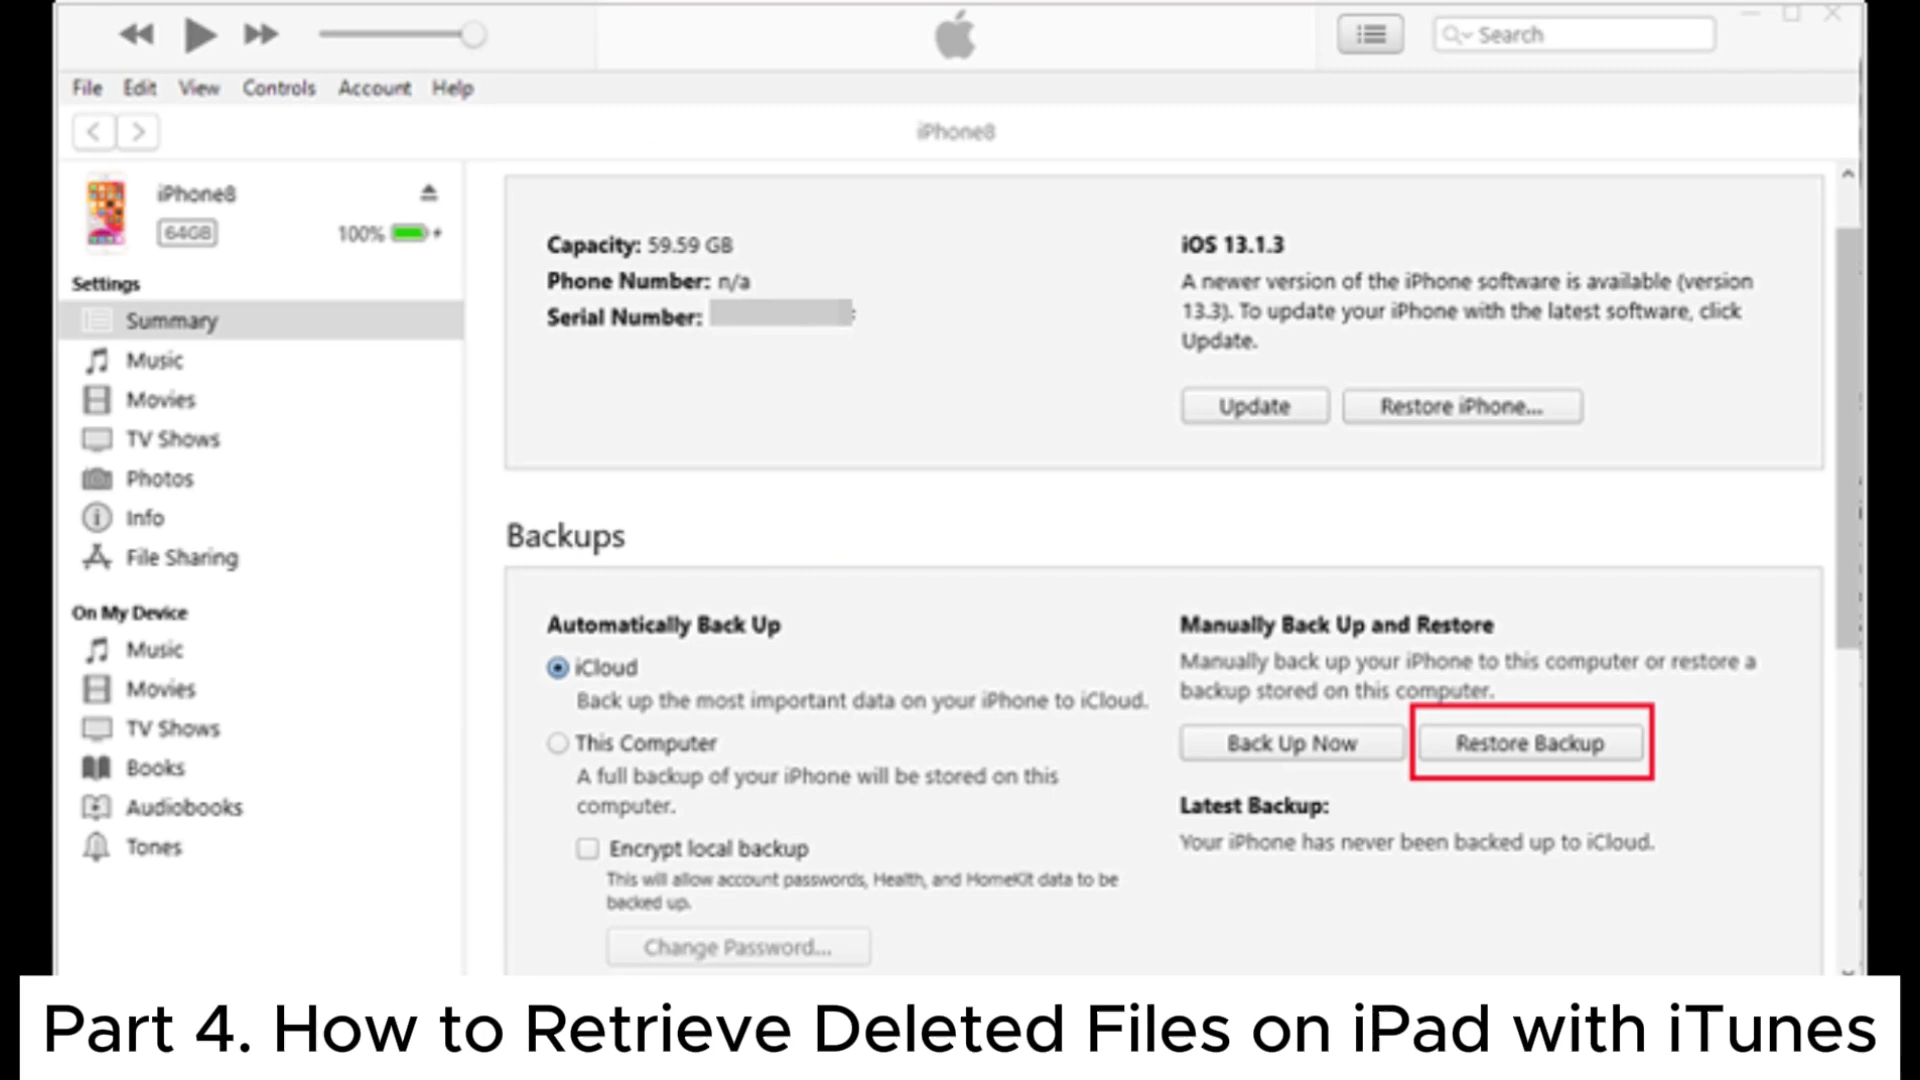 Search
File Edit View Controls Account Help
iPhone8
iPhone8
64GB
100%
Settings
Summary
Music
Movies
TV Shows
Photos
Info
File Sharing
On My Device
Music
Movies
TV Shows
Books
Audiobooks
Tones
Capacity: 59.59 GB
Phone Number: n/a
Serial Number:
iOS 13.1.3
A newer version of the iPhone software is available (version
13.3). To update your iPhone with the latest software, click
Update.
Update Restore iPhone...
Backups
Automatically Back Up
iCloud
Back up the most important data on your iPhone to iCloud.
This Computer
A full backup of your iPhone will be stored on this
computer.
Encrypt local backup
This will allow account passwords, Health, and HomeKit data to be
backed up.
Change Password...
Manually Back Up and Restore
Manually back up your iPhone to this computer or restore a
backup stored on this computer.
Back Up Now Restore Backup
Latest Backup:
Your iPhone has never been backed up to iCloud.
Part 4. How to Retrieve Deleted Files on iPad with iTunes